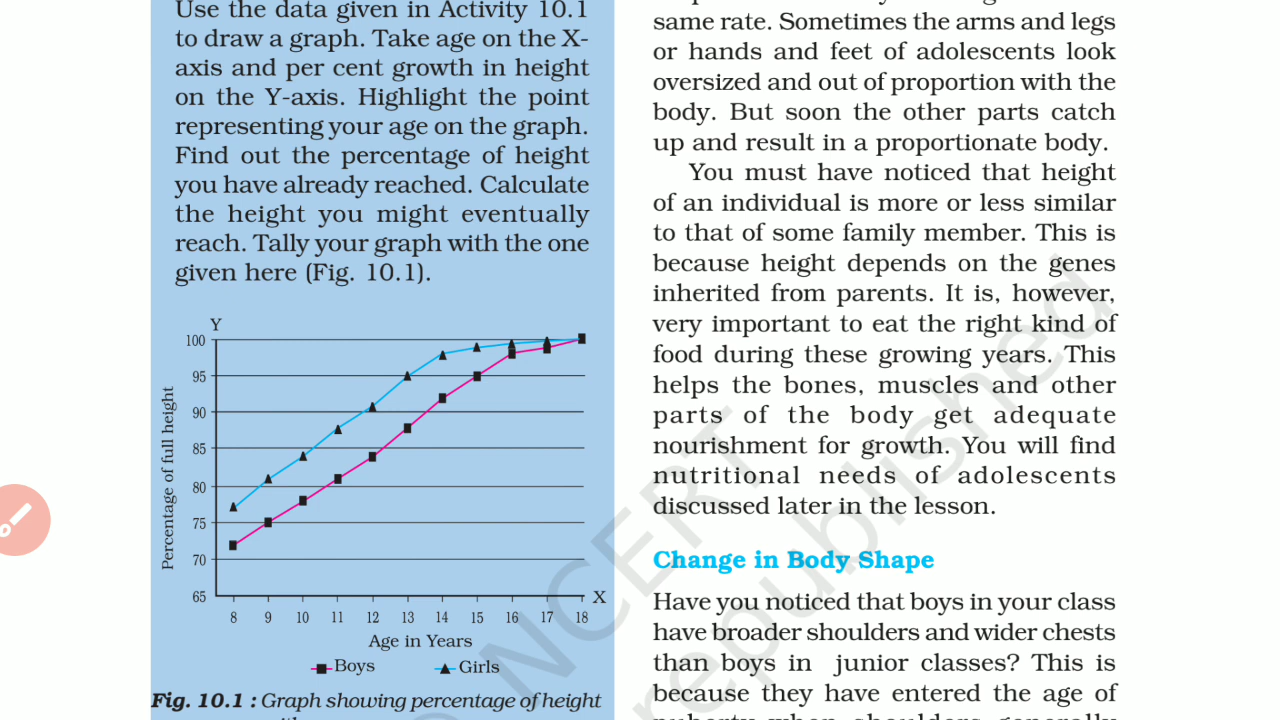 Use the data given in Activity 10.1
to draw a graph. Take age on the X-
axis and per cent growth in height
on the Y-axis. Highlight the point
representing your age on the graph.
Find out the percentage of height
you have already reached. Calculate
the height you might eventually
reach. Tally your graph with the one
given here (Fig. 10.1).
Y
100
95
90
85
80
75
70
65
Percentage of full height
X
8 9 10 11 12 13 14 15 16 17 18
Age in Years
Boys Girls
Fig. 10.1 : Graph showing percentage of height
same rate. Sometimes the arms and legs
or hands and feet of adolescents look
oversized and out of proportion with the
body. But soon the other parts catch
up and result in a proportionate body.
You must have noticed that height
of an individual is more or less similar
to that of some family member. This is
because height depends on the genes
inherited from parents. It is, however,
very important to eat the right kind of
food during these growing years. This
helps the bones, muscles and other
parts of the body get adequate
nourishment for growth. You will find
nutritional needs of adolescents
discussed later in the lesson.
Change in Body Shape
Have you noticed that boys in your class
have broader shoulders and wider chests
than boys in junior classes? This is
because they have entered the age of
puberty when shoulders generally
© NCERT
republished